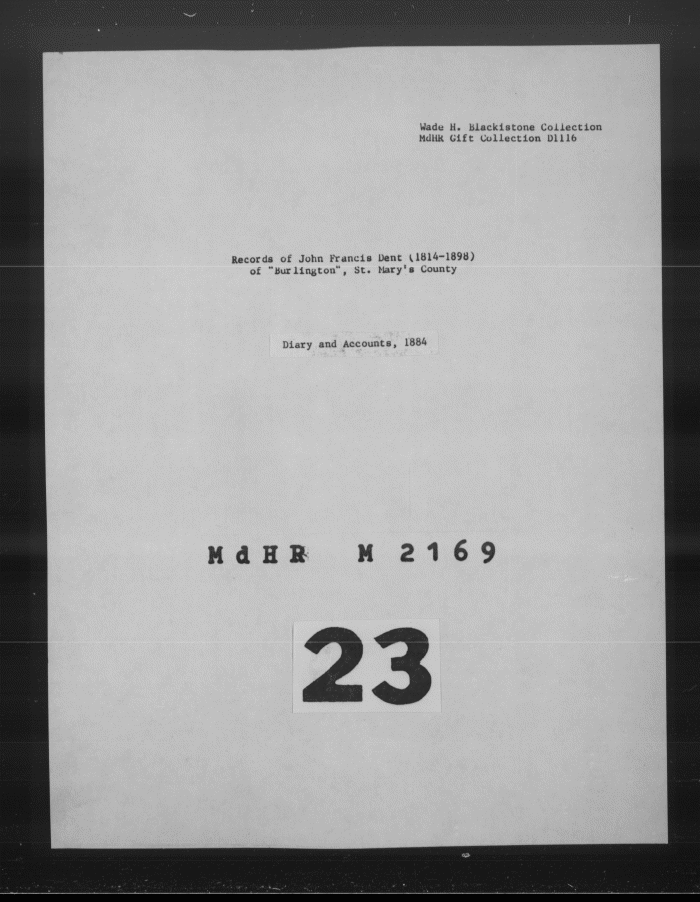 Wade H. Blackistone Collection
MdHR Gift Collection D1116
Records of John Francis Dent (1814-1898)
of "Burlington", St. Mary's County
Diary and Accounts, 1884
MdHR M 2169
23